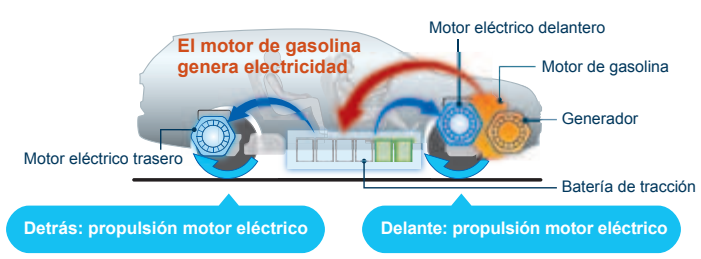 Motor eléctrico delantero
El motor de gasolina
genera electricidad
Motor de gasolina
Generador
Motor eléctrico trasero
Batería de tracción
Detrás: propulsión motor eléctrico
Delante: propulsión motor eléctrico